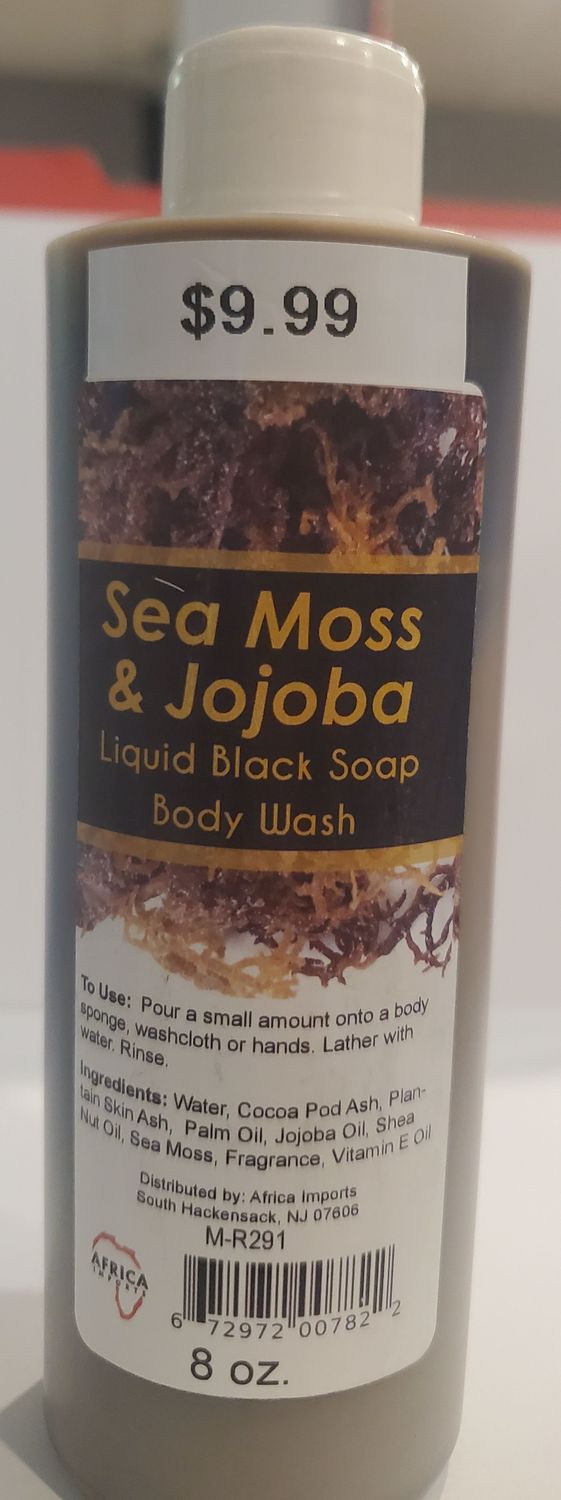 $9.99
Sea Moss
& Jojoba
Liquid Black Soap
Body Wash
To Use: Pour a small amount onto a body
sponge, washcloth or hands. Lather with
water. Rinse.
Ingredients: Water, Cocoa Pod Ash, Plan-
tain Skin Ash, Palm Oil, Jojoba Oil, Shea
Nut Oil, Sea Moss, Fragrance, Vitamin E Oil
Distributed by: Africa Imports
South Hackensack, NJ 07606
M-R291
AFRICA
IMPORTS
6 72972 00782 2
8 oz.